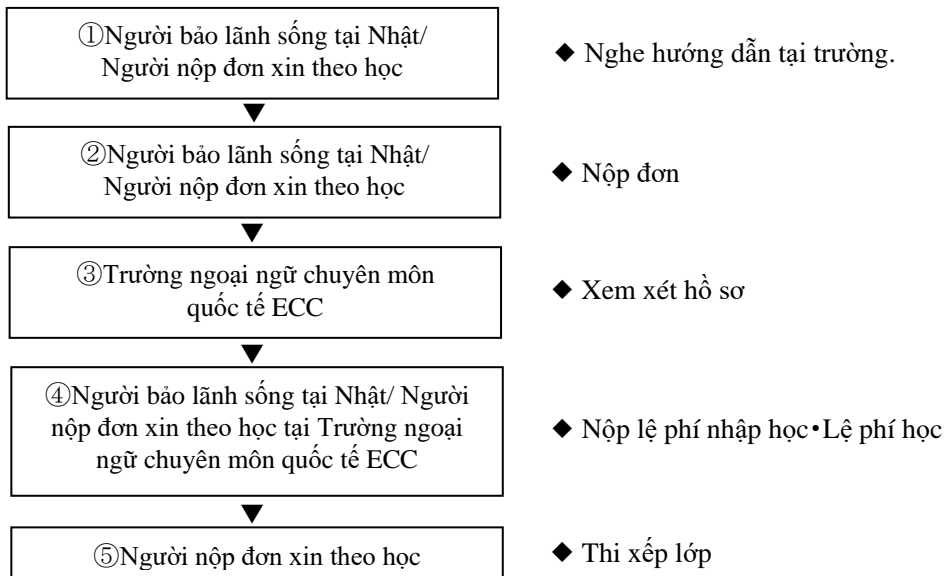 ①Người bảo lãnh sống tại Nhật/
Người nộp đơn xin theo học
◆ Nghe hướng dẫn tại trường.
▼
②Người bảo lãnh sống tại Nhật/
Người nộp đơn xin theo học
◆ Nộp đơn
▼
③Trường ngoại ngữ chuyên môn
quốc tế ECC
◆ Xem xét hồ sơ
▼
④Người bảo lãnh sống tại Nhật/ Người
nộp đơn xin theo học tại Trường ngoại
ngữ chuyên môn quốc tế ECC
◆ Nộp lệ phí nhập học・Lệ phí học
▼
⑤Người nộp đơn xin theo học
◆ Thi xếp lớp